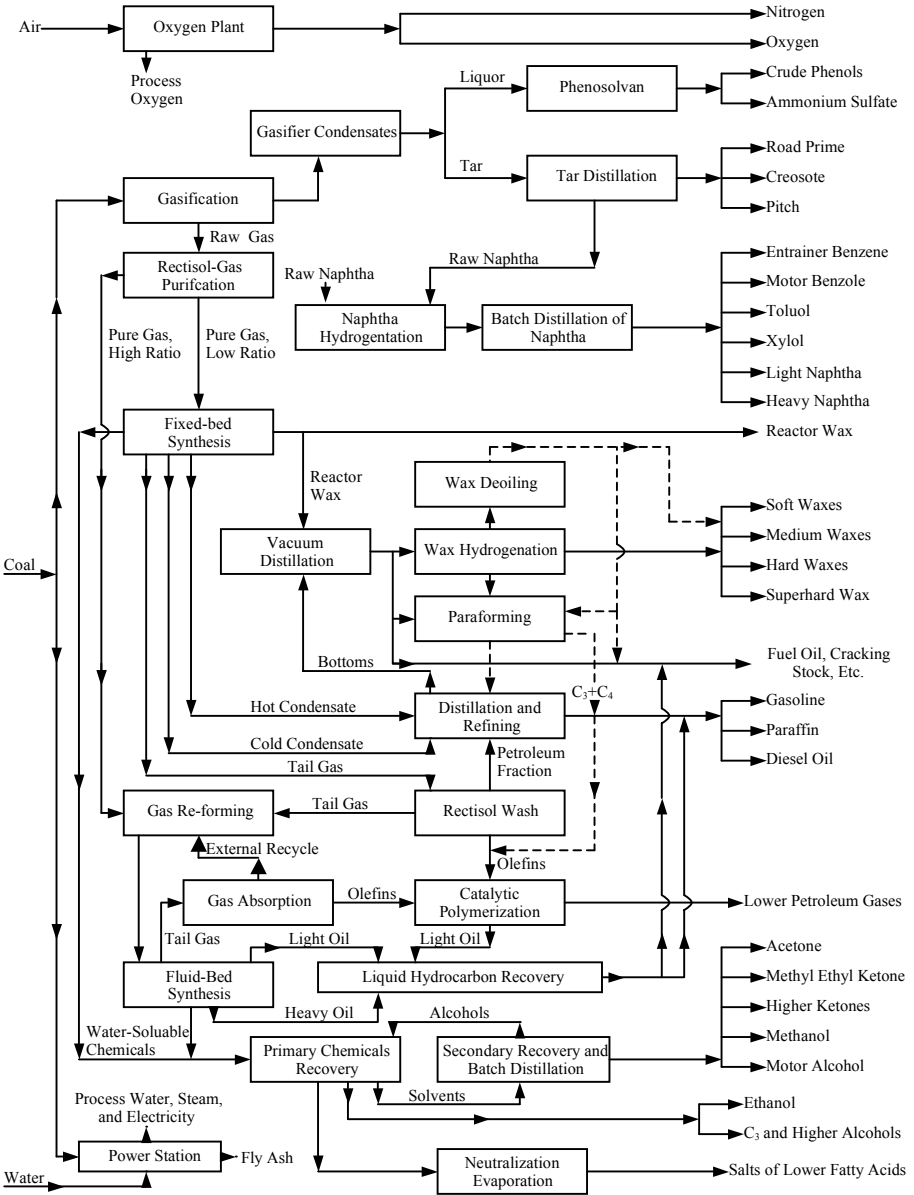 Air
Oxygen Plant
Nitrogen
Oxygen
Process
Oxygen
Liquor
Phenosolvan
Crude Phenols
Ammonium Sulfate
Gasifier Condensates
Tar
Tar Distillation
Road Prime
Creosote
Pitch
Gasification
Raw Gas
Rectisol-Gas
Purifcation
Raw Naphtha
Raw Naphtha
Naphtha
Hydrogentation
Batch Distillation of
Naphtha
Entrainer Benzene
Motor Benzole
Toluol
Xylol
Light Naphtha
Heavy Naphtha
Pure Gas,
High Ratio
Pure Gas,
Low Ratio
Fixed-bed
Synthesis
Reactor Wax
Reactor
Wax
Wax Deoiling
Vacuum
Distillation
Wax Hydrogenation
Soft Waxes
Medium Waxes
Hard Waxes
Superhard Wax
Coal
Paraforming
Bottoms
Fuel Oil, Cracking
Stock, Etc.
C₃+C₄
Hot Condensate
Distillation and
Refining
Gasoline
Paraffin
Diesel Oil
Cold Condensate
Petroleum
Fraction
Tail Gas
Gas Re-forming
Tail Gas
Rectisol Wash
External Recycle
Olefins
Gas Absorption
Olefins
Catalytic
Polymerization
Lower Petroleum Gases
Tail Gas
Light Oil
Light Oil
Fluid-Bed
Synthesis
Liquid Hydrocarbon Recovery
Heavy Oil
Acetone
Methyl Ethyl Ketone
Higher Ketones
Methanol
Motor Alcohol
Water-Soluable
Chemicals
Alcohols
Primary Chemicals
Recovery
Secondary Recovery and
Batch Distillation
Solvents
Process Water, Steam,
and Electricity
Ethanol
C₃ and Higher Alcohols
Power Station
Fly Ash
Water
Neutralization
Evaporation
Salts of Lower Fatty Acids